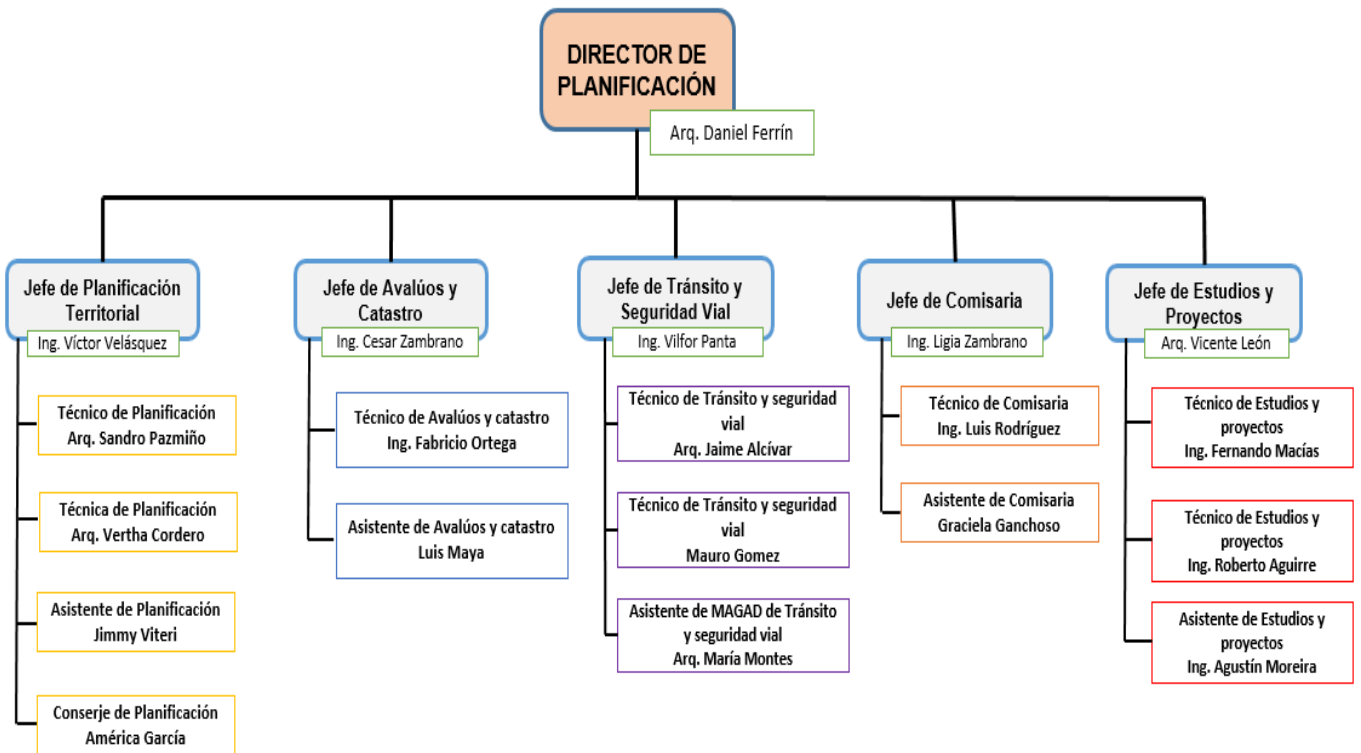 DIRECTOR DE
PLANIFICACIÓN
Arq. Daniel Ferrín
Jefe de Planificación
Territorial
Ing. Víctor Velásquez
Técnico de Planificación
Arq. Sandro Pazmiño
Técnica de Planificación
Arq. Vertha Cordero
Asistente de Planificación
Jimmy Viteri
Conserje de Planificación
América García
Jefe de Avalúos y
Catastro
Ing. Cesar Zambrano
Técnico de Avalúos y catastro
Ing. Fabricio Ortega
Asistente de Avalúos y catastro
Luis Maya
Jefe de Tránsito y
Seguridad Vial
Ing. Vilfor Panta
Técnico de Tránsito y seguridad
vial
Arq. Jaime Alcívar
Técnico de Tránsito y seguridad
vial
Mauro Gomez
Asistente de MAGAD de Tránsito
y seguridad vial
Arq. María Montes
Jefe de Comisaria
Ing. Ligia Zambrano
Técnico de Comisaria
Ing. Luis Rodríguez
Asistente de Comisaria
Graciela Ganchoso
Jefe de Estudios y
Proyectos
Arq. Vicente León
Técnico de Estudios y
proyectos
Ing. Fernando Macías
Técnico de Estudios y
proyectos
Ing. Roberto Aguirre
Asistente de Estudios y
proyectos
Ing. Agustín Moreira